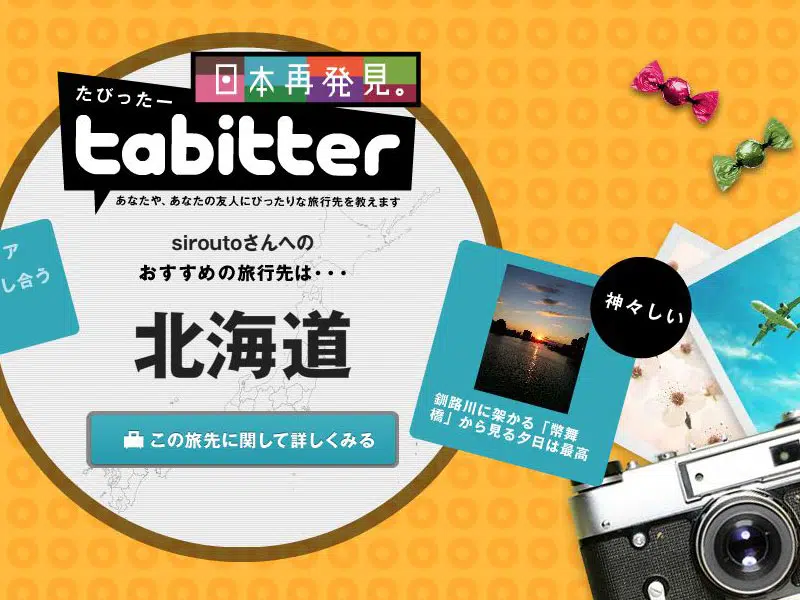 日本再発見。
たびったー
tabitter
あなたや、あなたの友人にぴったりな旅行先を教えます
siroutoさんへの
おすすめの旅行先は・・・
北海道
この旅先に関して詳しくみる
ア
し合う
神々しい
釧路川に架かる「幣舞
橋」から見る夕日は最高